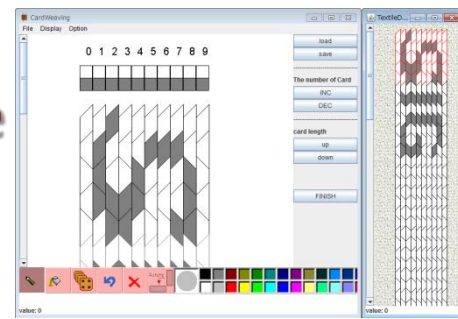 CardWeaving
File Display Option
0 1 2 3 4 5 6 7 8 9
load
save
The number of Card
INC
DEC
card length
up
down
FINISH
value: 0
TextileD...
value: 0